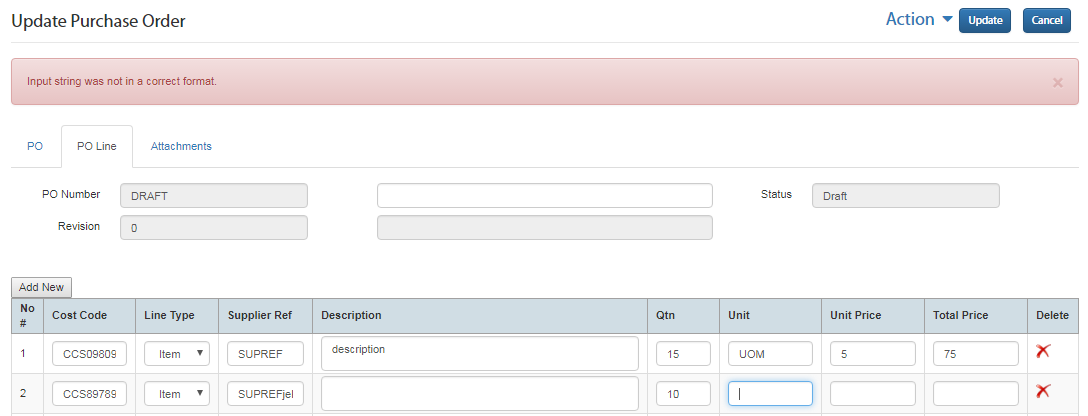 Update Purchase Order Action Update Cancel
Input string was not in a correct format. ×
PO PO Line Attachments
PO Number DRAFT Status Draft
Revision 0
Add New
No # Cost Code Line Type Supplier Ref Description Qtn Unit Unit Price Total Price Delete
1 CCS09809 Item SUPREF description 15 UOM 5 75
2 CCS89789 Item SUPREFjel 10